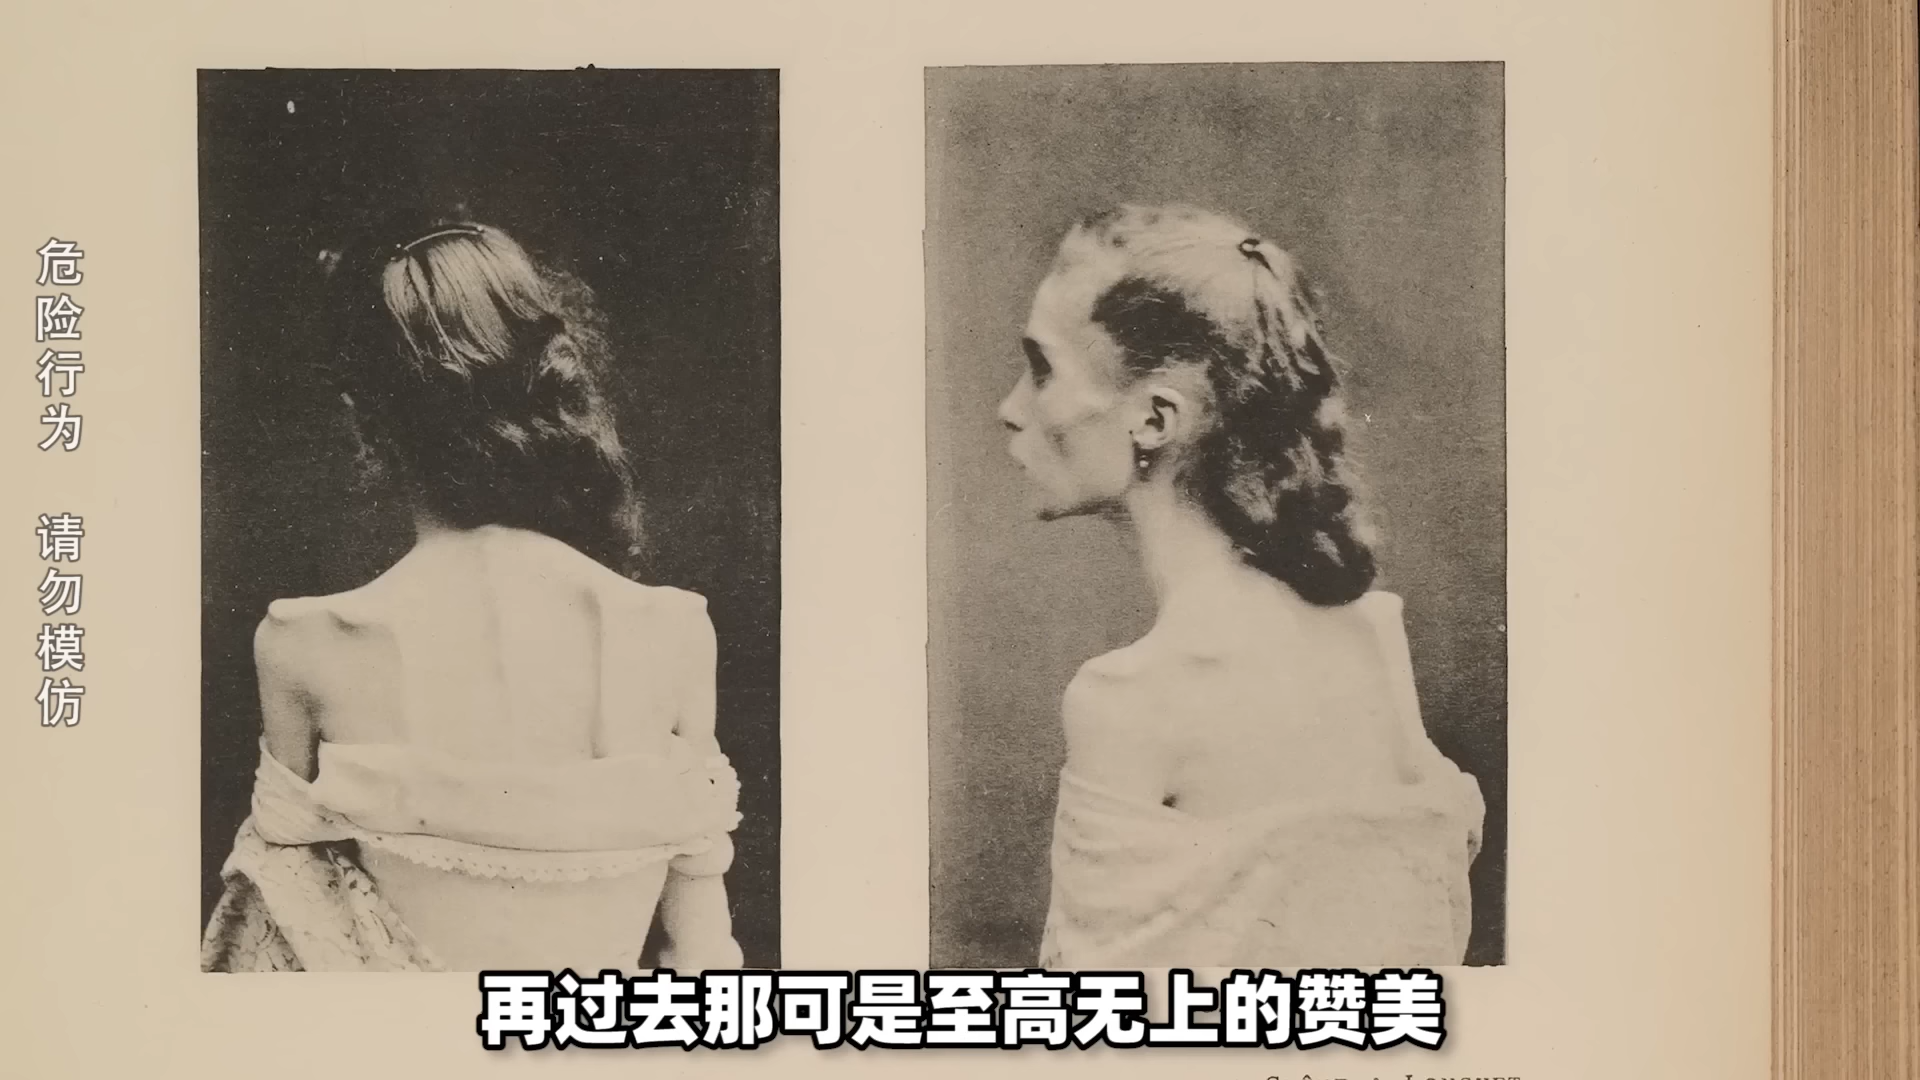 危险行为 请勿模仿
再过去那可是至高无上的赞美